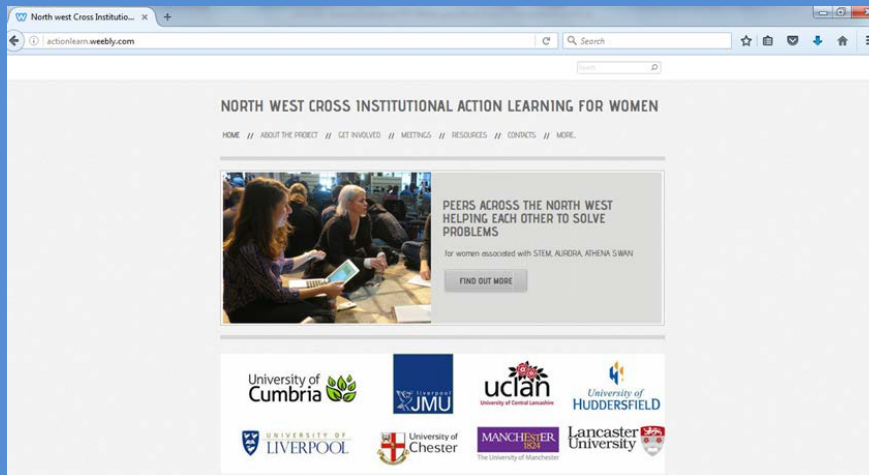 North west Cross Institutio...
actionlearn.weebly.com
Search
Search
NORTH WEST CROSS INSTITUTIONAL ACTION LEARNING FOR WOMEN
HOME // ABOUT THE PROJECT // GET INVOLVED // MEETINGS // RESOURCES // CONTACTS // MORE...
PEERS ACROSS THE NORTH WEST
HELPING EACH OTHER TO SOLVE
PROBLEMS
for women associated with STEM, AURORA, ATHENA SWAN
FIND OUT MORE
University of
Cumbria
liverpool
JMU
uclan
University of Central Lancashire
University of
HUDDERSFIELD
UNIVERSITY OF
LIVERPOOL
University of
Chester
MANCHESTER
1824
The University of Manchester
Lancaster
University